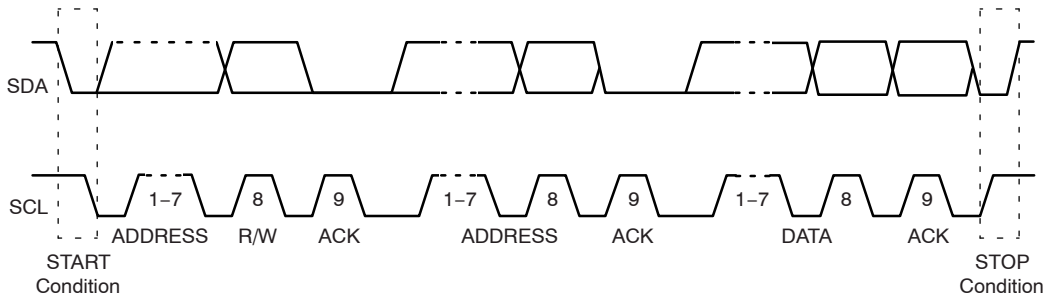 SDA
SCL
1–7 8 9 1–7 8 9 1–7 8 9
ADDRESS R/W ACK ADDRESS ACK DATA ACK
START
Condition
STOP
Condition